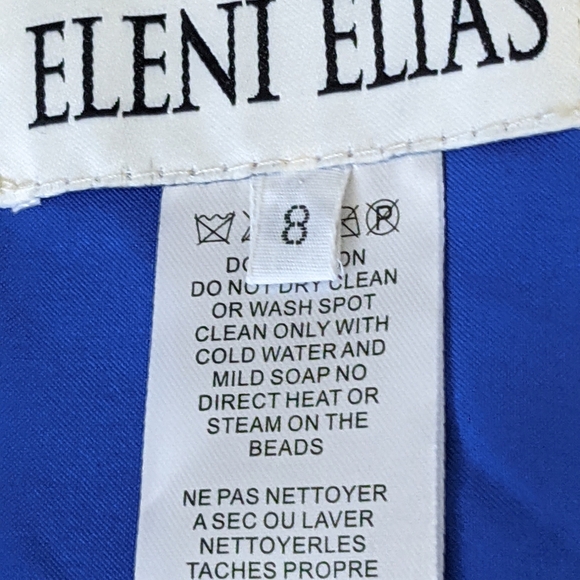 ELENI ELIAS
8
P
ON
DO NOT DRY CLEAN
OR WASH SPOT
CLEAN ONLY WITH
COLD WATER AND
MILD SOAP NO
DIRECT HEAT OR
STEAM ON THE
BEADS
NE PAS NETTOYER
A SEC OU LAVER
NETTOYERLES
TACHES PROPRE